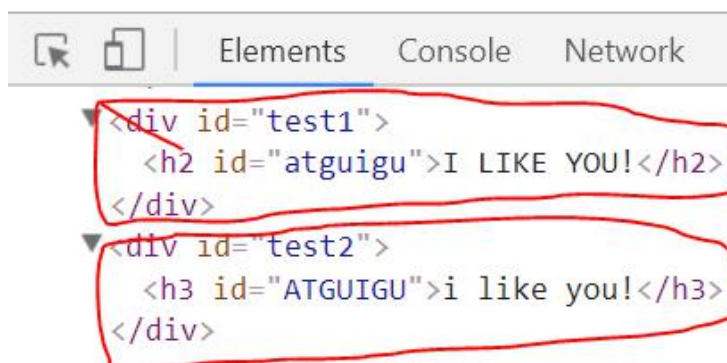 Elements Console Network
<div id="test1">
<h2 id="atguigu">I LIKE YOU!</h2>
</div>
<div id="test2">
<h3 id="ATGUIGU">i like you!</h3>
</div>